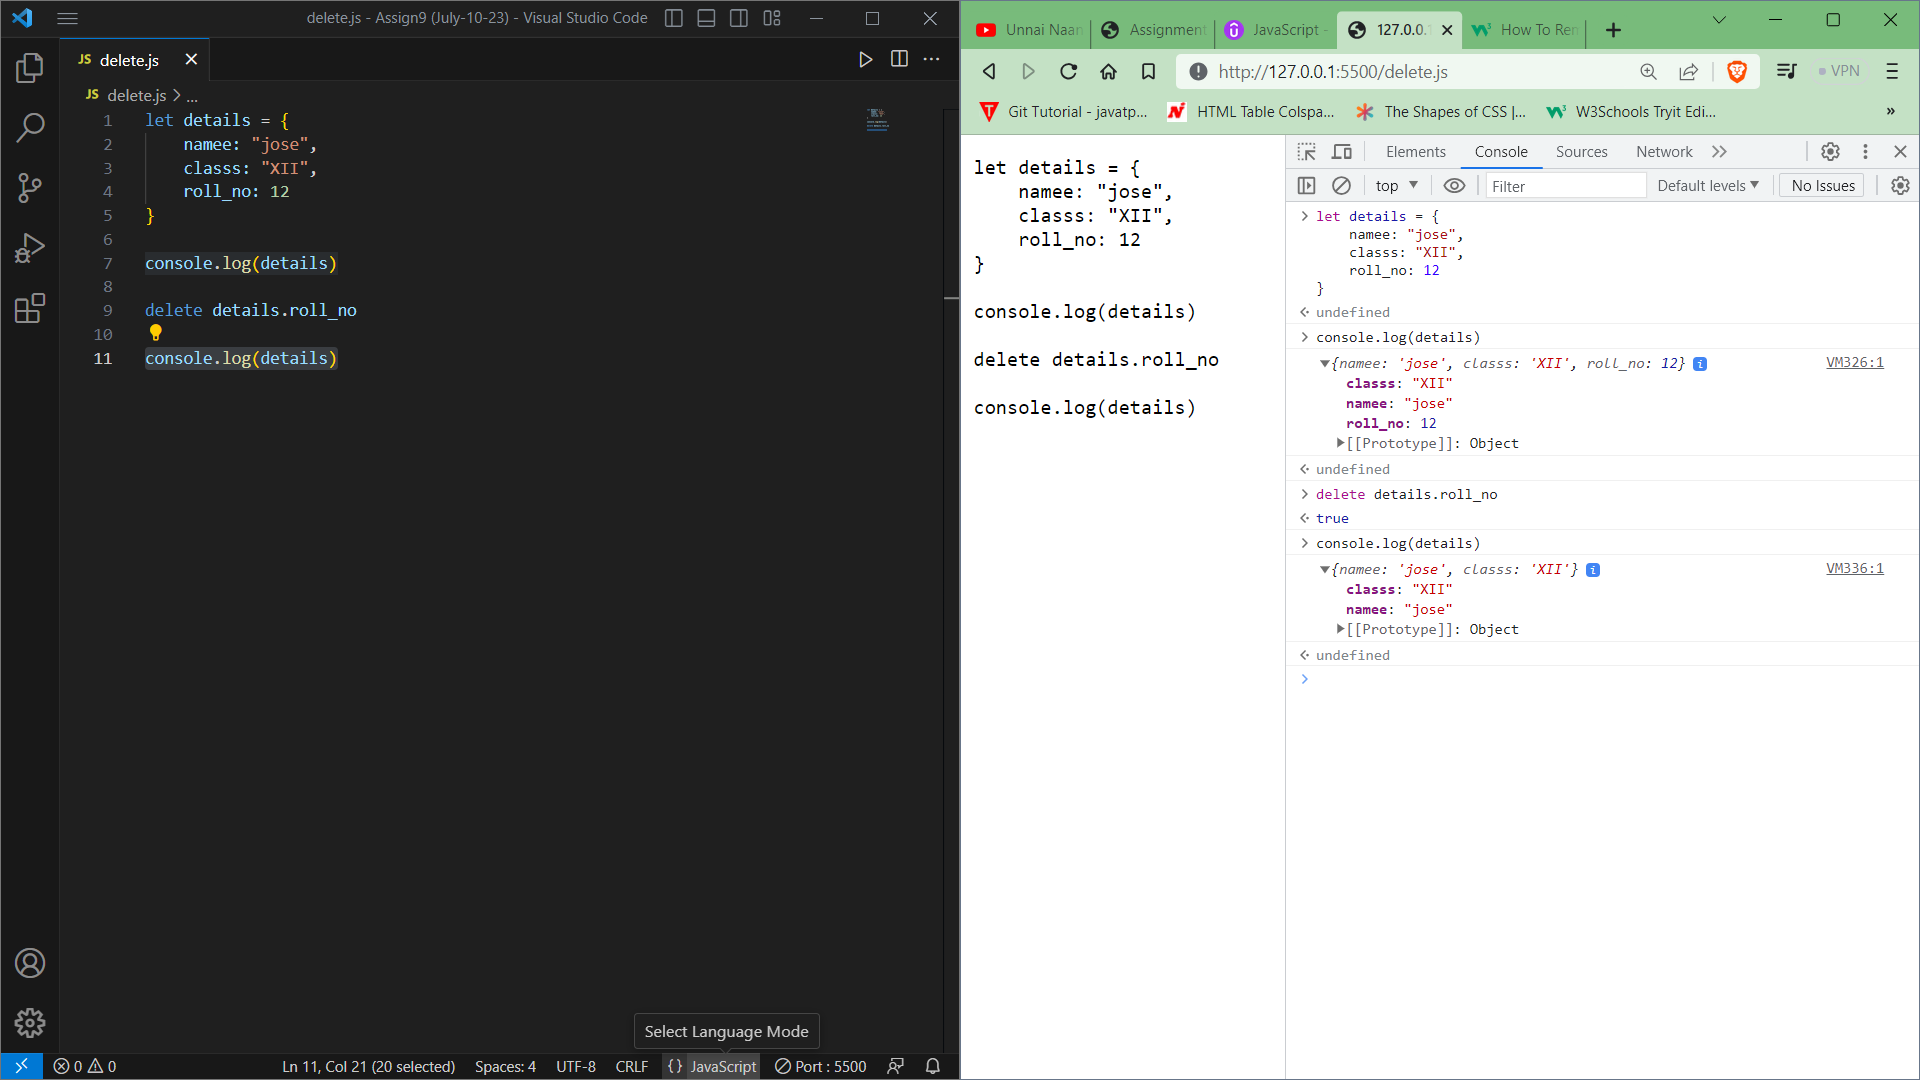 delete.js - Assign9 (July-10-23) - Visual Studio Code
JS delete.js
JS delete.js > ...
1 let details = {
2 namee: "jose",
3 classs: "XII",
4 roll_no: 12
5 }
6
7 console.log(details)
8
9 delete details.roll_no
10
11 console.log(details)
Select Language Mode
0 0 Ln 11, Col 21 (20 selected) Spaces: 4 UTF-8 CRLF {} JavaScript Port : 5500
Unnai Naan Assignment JavaScript - 127.0.0.1 How To Rem
http://127.0.0.1:5500/delete.js VPN
Git Tutorial - javatp... HTML Table Colspa... The Shapes of CSS |... W3Schools Tryit Edi... »
let details = {
namee: "jose",
classs: "XII",
roll_no: 12
}
console.log(details)
delete details.roll_no
console.log(details)
Elements Console Sources Network
top Filter Default levels No Issues
let details = {
namee: "jose",
classs: "XII",
roll_no: 12
}
undefined
console.log(details)
{namee: 'jose', classs: 'XII', roll_no: 12} i VM326:1
classs: "XII"
namee: "jose"
roll_no: 12
[[Prototype]]: Object
undefined
delete details.roll_no
true
console.log(details)
{namee: 'jose', classs: 'XII'} i VM336:1
classs: "XII"
namee: "jose"
[[Prototype]]: Object
undefined